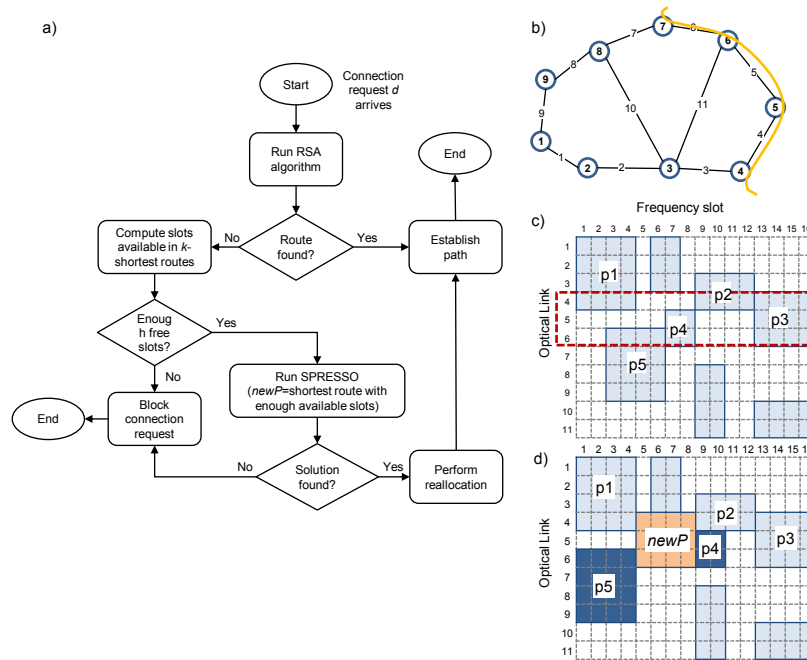 a)
Start
Connection
request d
arrives
Run RSA
algorithm
End
Compute slots
available in k-
shortest routes
No
Route
found?
Yes
Establish
path
Enoug
h free
slots?
Yes
No
Run SPRESSO
(newP=shortest route with
enough available slots)
End
Block
connection
request
No
Solution
found?
Yes
Perform
reallocation
b)
7
6
6
7
8
8
5
9
5
9
10
11
4
1
1
2
2
3
3
4
Frequency slot
c)
1 2 3 4 5 6 7 8 9 10 11 12 13 14 15 16
Optical Link
1
2
3
4
5
6
7
8
9
10
11
p1
p2
p3
p4
p5
d)
1 2 3 4 5 6 7 8 9 10 11 12 13 14 15 16
Optical Link
1
2
3
4
5
6
7
8
9
10
11
p1
p2
newP
p3
p4
p5